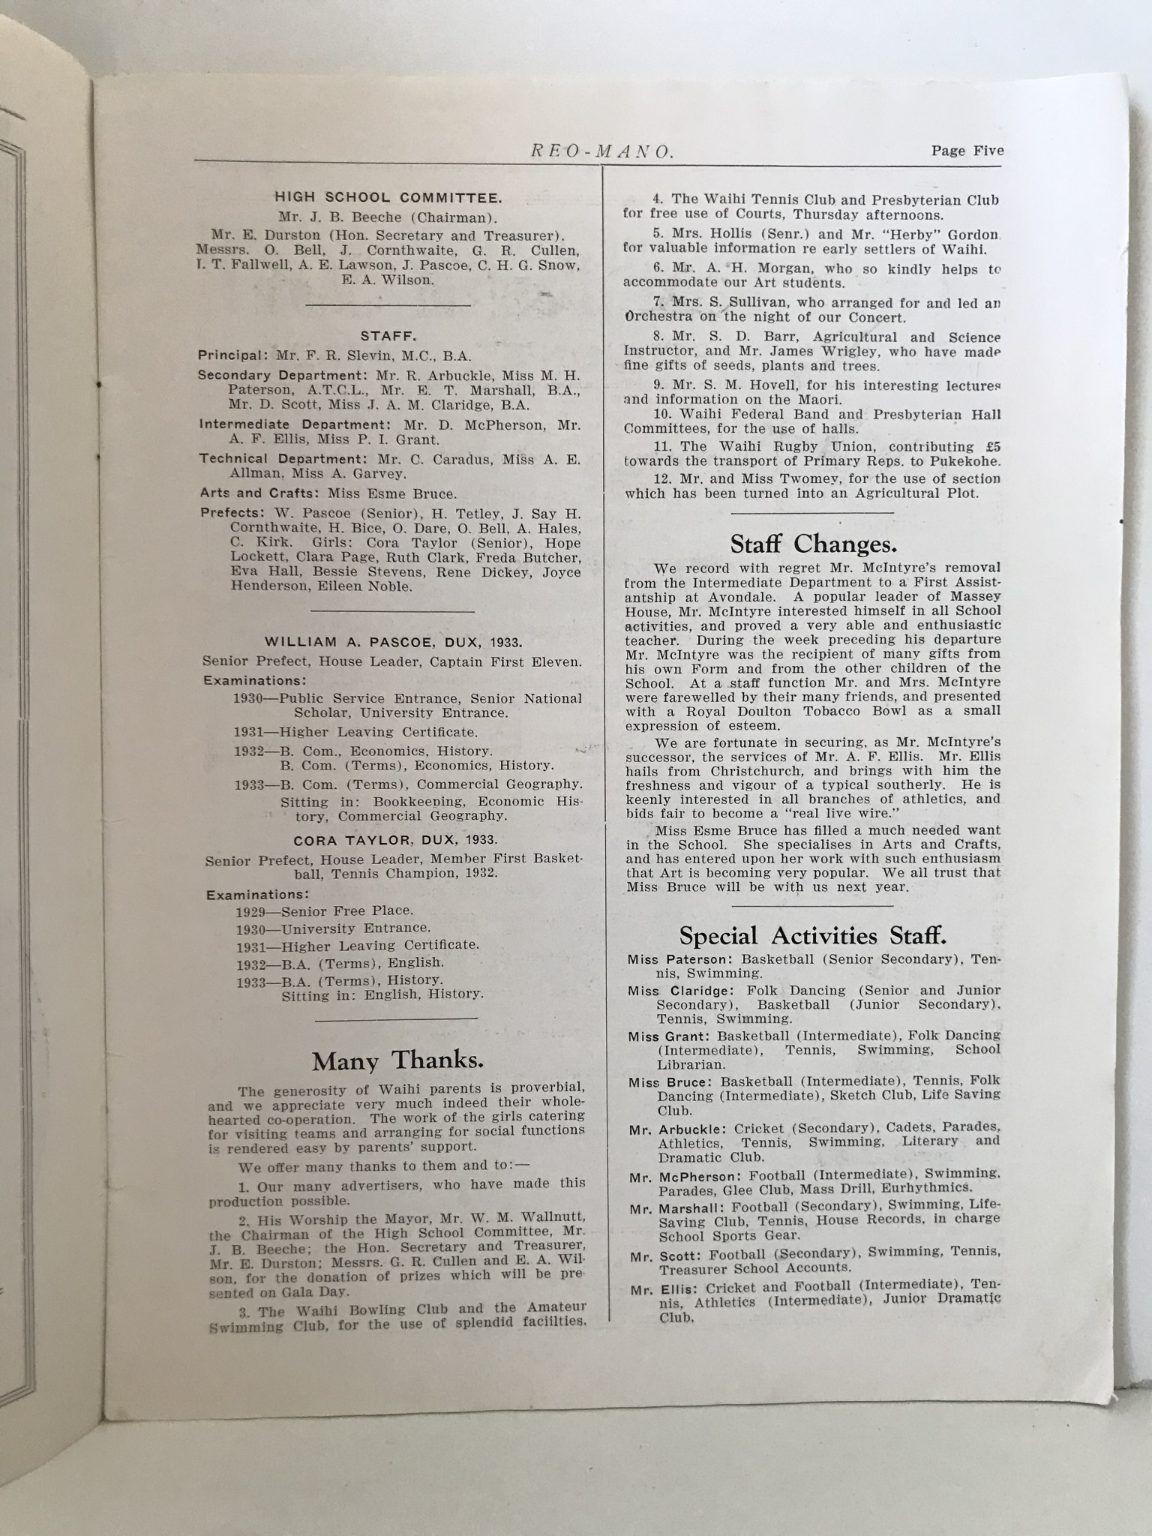 REO-MANO.
Page Five
HIGH SCHOOL COMMITTEE.
Mr. J. B. Beeche (Chairman).
Mr. E. Durston (Hon. Secretary and Treasurer).
Messrs. O. Bell, J. Cornthwaite, G. R. Cullen,
I. T. Fallwell, A. E. Lawson, J. Pascoe, C. H. G. Snow,
E. A. Wilson.
STAFF.
Principal: Mr. F. R. Slevin, M.C., B.A.
Secondary Department: Mr. R. Arbuckle, Miss M. H.
Paterson, A.T.C.L., Mr. E. T. Marshall, B.A.,
Mr. D. Scott, Miss J. A. M. Claridge, B.A.
Intermediate Department: Mr. D. McPherson, Mr.
A. F. Ellis, Miss P. I. Grant.
Technical Department: Mr. C. Caradus, Miss A. E.
Allman, Miss A. Garvey.
Arts and Crafts: Miss Esme Bruce.
Prefects: W. Pascoe (Senior), H. Tetley, J. Say H.
Cornthwaite, H. Bice, O. Dare, O. Bell, A. Hales,
C. Kirk. Girls: Cora Taylor (Senior), Hope
Lockett, Clara Page, Ruth Clark, Freda Butcher,
Eva Hall, Bessie Stevens, Rene Dickey, Joyce
Henderson, Eileen Noble.
WILLIAM A. PASCOE, DUX, 1933.
Senior Prefect, House Leader, Captain First Eleven.
Examinations:
1930—Public Service Entrance, Senior National
Scholar, University Entrance.
1931—Higher Leaving Certificate.
1932—B. Com., Economics, History.
B. Com. (Terms), Economics, History.
1933—B. Com. (Terms), Commercial Geography.
Sitting in: Bookkeeping, Economic His-
tory, Commercial Geography.
CORA TAYLOR, DUX, 1933.
Senior Prefect, House Leader, Member First Basket-
ball, Tennis Champion, 1932.
Examinations:
1929—Senior Free Place.
1930—University Entrance.
1931—Higher Leaving Certificate.
1932—B.A. (Terms), English.
1933—B.A. (Terms), History.
Sitting in: English, History.
Many Thanks.
The generosity of Waihi parents is proverbial,
and we appreciate very much indeed their whole-
hearted co-operation. The work of the girls catering
for visiting teams and arranging for social functions
is rendered easy by parents' support.
We offer many thanks to them and to:—
1. Our many advertisers, who have made this
production possible.
2. His Worship the Mayor, Mr. W. M. Wallnutt,
the Chairman of the High School Committee, Mr.
J. B. Beeche; the Hon. Secretary and Treasurer,
Mr. E. Durston; Messrs. G. R. Cullen and E. A. Wil-
son, for the donation of prizes which will be pre-
sented on Gala Day.
3. The Waihi Bowling Club and the Amateur
Swimming Club, for the use of splendid faciilties.
4. The Waihi Tennis Club and Presbyterian Club
for free use of Courts, Thursday afternoons.
5. Mrs. Hollis (Senr.) and Mr. "Herby" Gordon
for valuable information re early settlers of Waihi.
6. Mr. A. H. Morgan, who so kindly helps to
accommodate our Art students.
7. Mrs. S. Sullivan, who arranged for and led an
Orchestra on the night of our Concert.
8. Mr. S. D. Barr, Agricultural and Science
Instructor, and Mr. James Wrigley, who have made
fine gifts of seeds, plants and trees.
9. Mr. S. M. Hovell, for his interesting lectures
and information on the Maori.
10. Waihi Federal Band and Presbyterian Hall
Committees, for the use of halls.
11. The Waihi Rugby Union, contributing £5
towards the transport of Primary Reps. to Pukekohe.
12. Mr. and Miss Twomey, for the use of section
which has been turned into an Agricultural Plot.
Staff Changes.
We record with regret Mr. McIntyre's removal
from the Intermediate Department to a First Assist-
antship at Avondale. A popular leader of Massey
House, Mr. McIntyre interested himself in all School
activities, and proved a very able and enthusiastic
teacher. During the week preceding his departure
Mr. McIntyre was the recipient of many gifts from
his own Form and from the other children of the
School. At a staff function Mr. and Mrs. McIntyre
were farewelled by their many friends, and presented
with a Royal Doulton Tobacco Bowl as a small
expression of esteem.
We are fortunate in securing, as Mr. McIntyre's
successor, the services of Mr. A. F. Ellis. Mr. Ellis
hails from Christchurch, and brings with him the
freshness and vigour of a typical southerly. He is
keenly interested in all branches of athletics, and
bids fair to become a "real live wire."
Miss Esme Bruce has filled a much needed want
in the School. She specialises in Arts and Crafts,
and has entered upon her work with such enthusiasm
that Art is becoming very popular. We all trust that
Miss Bruce will be with us next year.
Special Activities Staff.
Miss Paterson: Basketball (Senior Secondary), Ten-
nis, Swimming.
Miss Claridge: Folk Dancing (Senior and Junior
Secondary), Basketball (Junior Secondary),
Tennis, Swimming.
Miss Grant: Basketball (Intermediate), Folk Dancing
(Intermediate), Tennis, Swimming, School
Librarian.
Miss Bruce: Basketball (Intermediate), Tennis, Folk
Dancing (Intermediate), Sketch Club, Life Saving
Club.
Mr. Arbuckle: Cricket (Secondary), Cadets, Parades,
Athletics, Tennis, Swimming, Literary and
Dramatic Club.
Mr. McPherson: Football (Intermediate), Swimming,
Parades, Glee Club, Mass Drill, Eurhythmics.
Mr. Marshall: Football (Secondary), Swimming, Life-
Saving Club, Tennis, House Records, in charge
School Sports Gear.
Mr. Scott: Football (Secondary), Swimming, Tennis,
Treasurer School Accounts.
Mr. Ellis: Cricket and Football (Intermediate), Ten-
nis, Athletics (Intermediate), Junior Dramatic
Club.